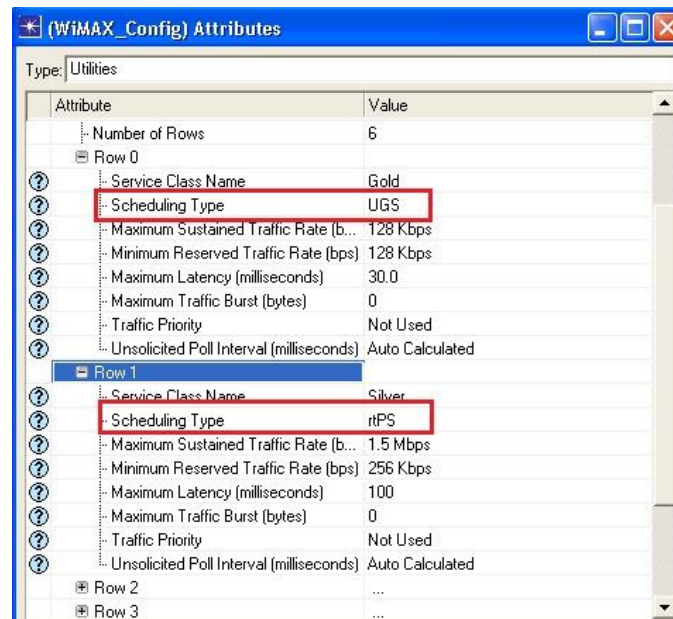 (WiMAX_Config) Attributes
Type: Utilities
Attribute Value
Number of Rows 6
Row 0
Service Class Name Gold
Scheduling Type UGS
Maximum Sustained Traffic Rate (b... 128 Kbps
Minimum Reserved Traffic Rate (bps) 128 Kbps
Maximum Latency (milliseconds) 30.0
Maximum Traffic Burst (bytes) 0
Traffic Priority Not Used
Unsolicited Poll Interval (milliseconds) Auto Calculated
Row 1
Service Class Name Silver
Scheduling Type rtPS
Maximum Sustained Traffic Rate (b... 1.5 Mbps
Minimum Reserved Traffic Rate (bps) 256 Kbps
Maximum Latency (milliseconds) 100
Maximum Traffic Burst (bytes) 0
Traffic Priority Not Used
Unsolicited Poll Interval (milliseconds) Auto Calculated
Row 2 ...
Row 3 ...